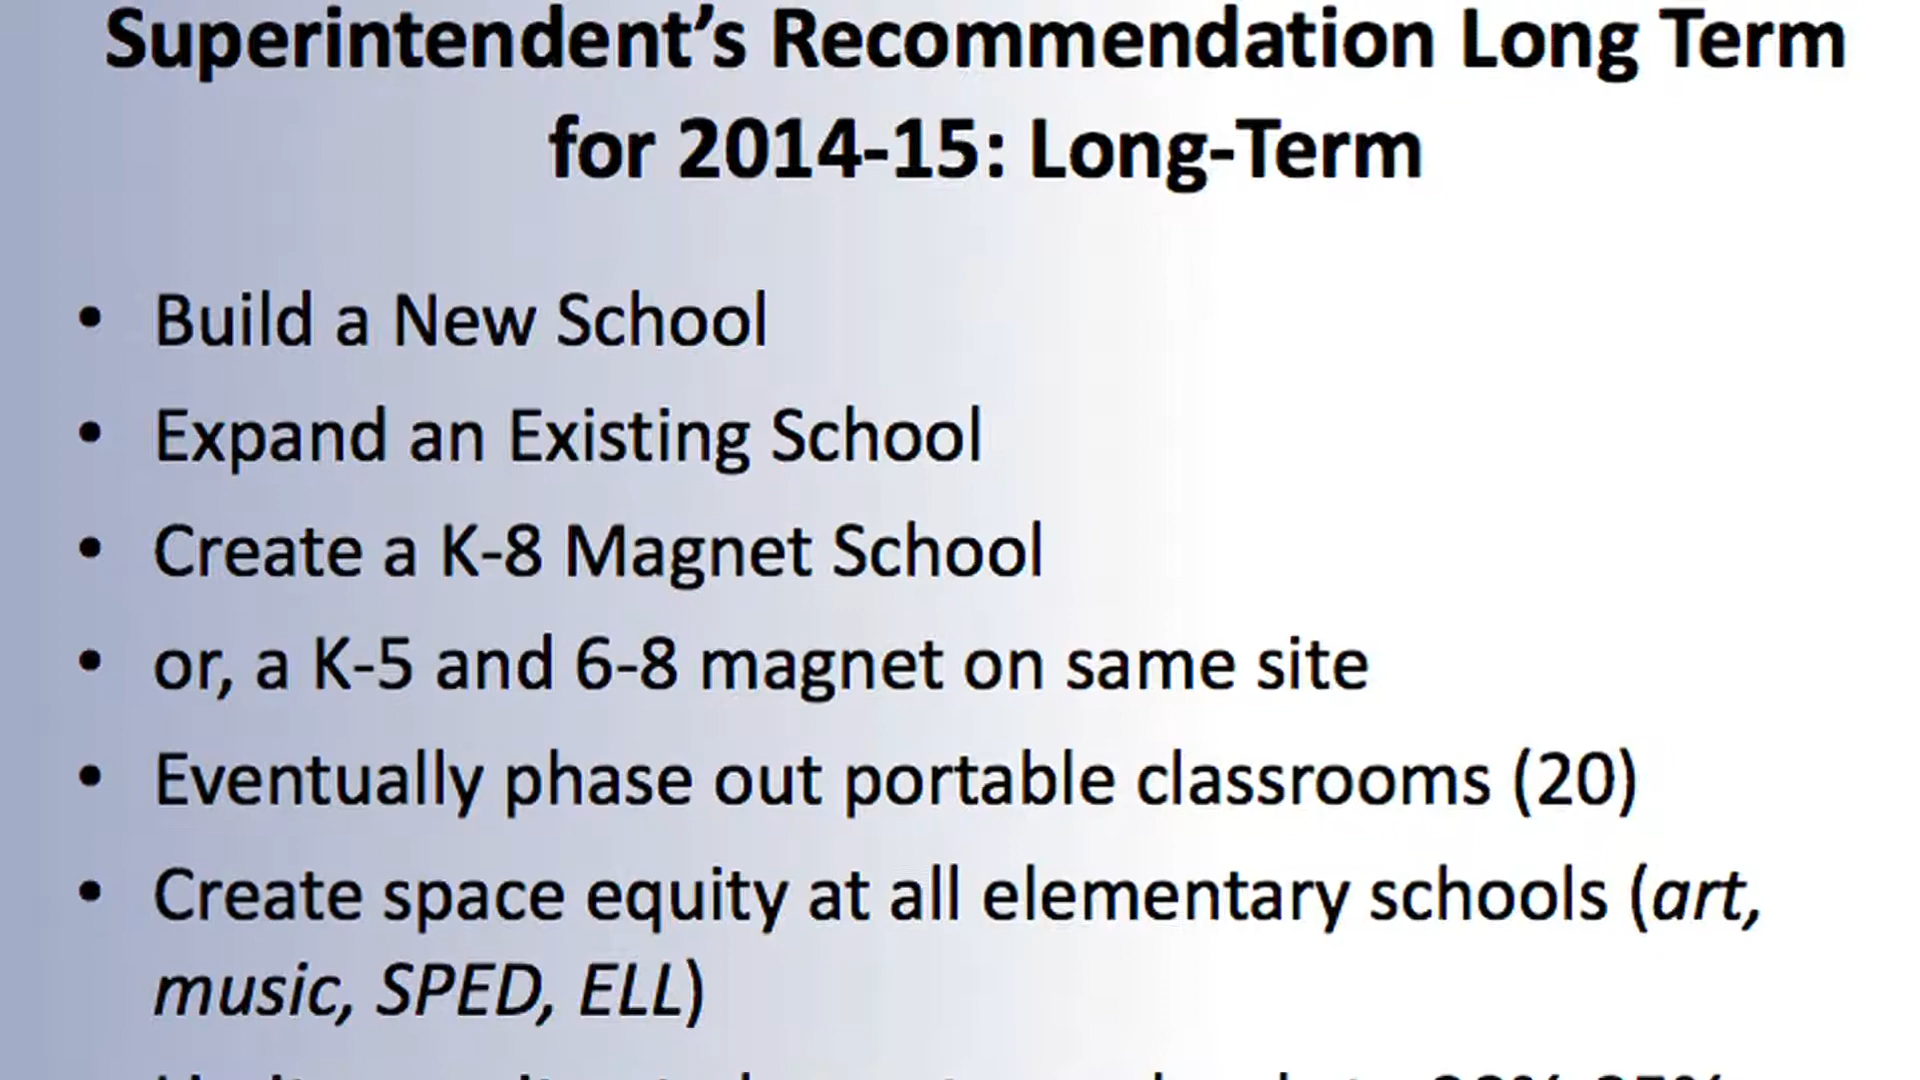 Superintendent’s Recommendation Long Term
for 2014-15: Long-Term
• Build a New School
• Expand an Existing School
• Create a K-8 Magnet School
• or, a K-5 and 6-8 magnet on same site
• Eventually phase out portable classrooms (20)
• Create space equity at all elementary schools (art,
music, SPED, ELL)